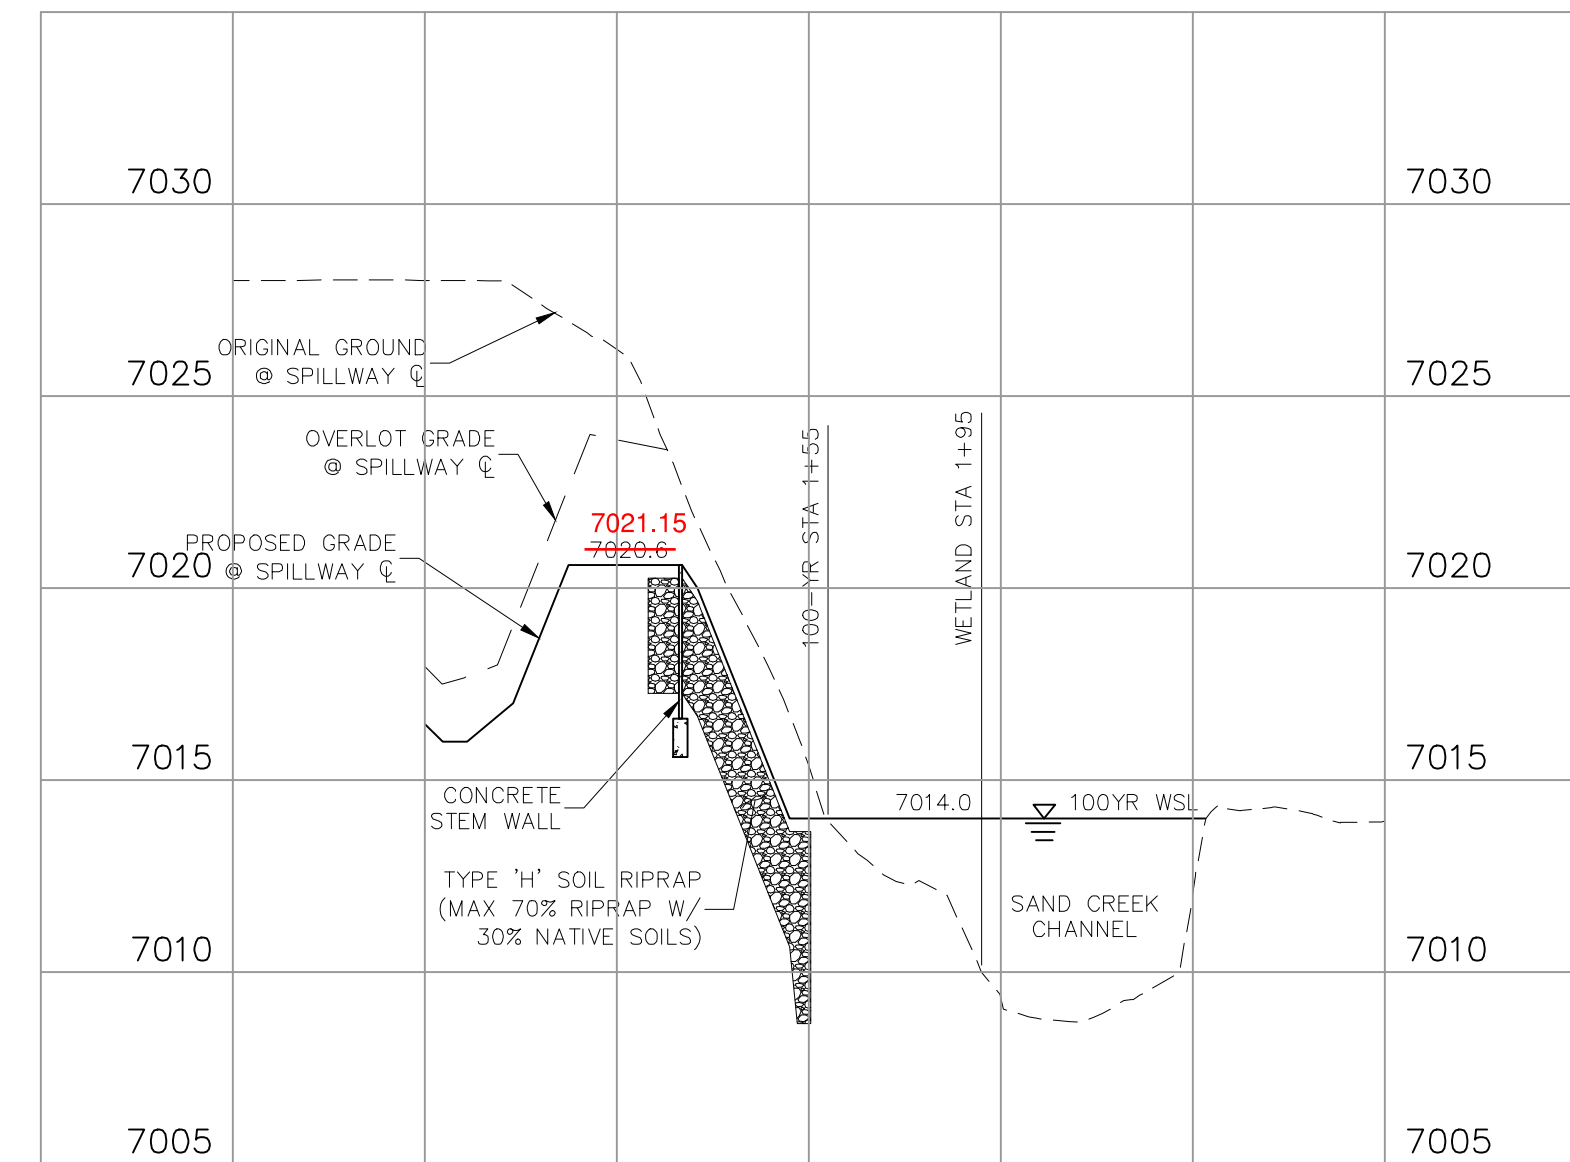 7030 7030
ORIGINAL GROUND
@ SPILLWAY ℄
7025 7025
OVERLOT GRADE
@ SPILLWAY ℄
100-YR STA 1+55
WETLAND STA 1+95
7021.15
7020.6
PROPOSED GRADE
@ SPILLWAY ℄
7020 7020
7015 7015
CONCRETE
STEM WALL
7014.0 100YR WSL
TYPE 'H' SOIL RIPRAP
(MAX 70% RIPRAP W/
30% NATIVE SOILS)
SAND CREEK
CHANNEL
7010 7010
7005 7005